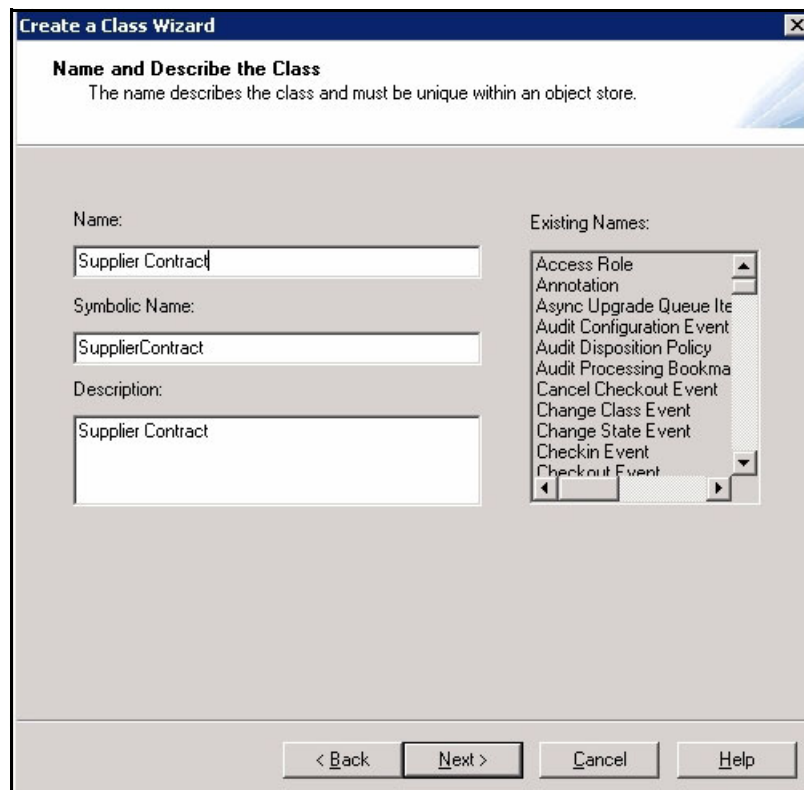 Create a Class Wizard
Name and Describe the Class
The name describes the class and must be unique within an object store.
Name:
Supplier Contract
Symbolic Name:
SupplierContract
Description:
Supplier Contract
Existing Names:
Access Role
Annotation
Async Upgrade Queue Ite
Audit Configuration Event
Audit Disposition Policy
Audit Processing Bookma
Cancel Checkout Event
Change Class Event
Change State Event
Checkin Event
Checkout Event
< Back
Next >
Cancel
Help